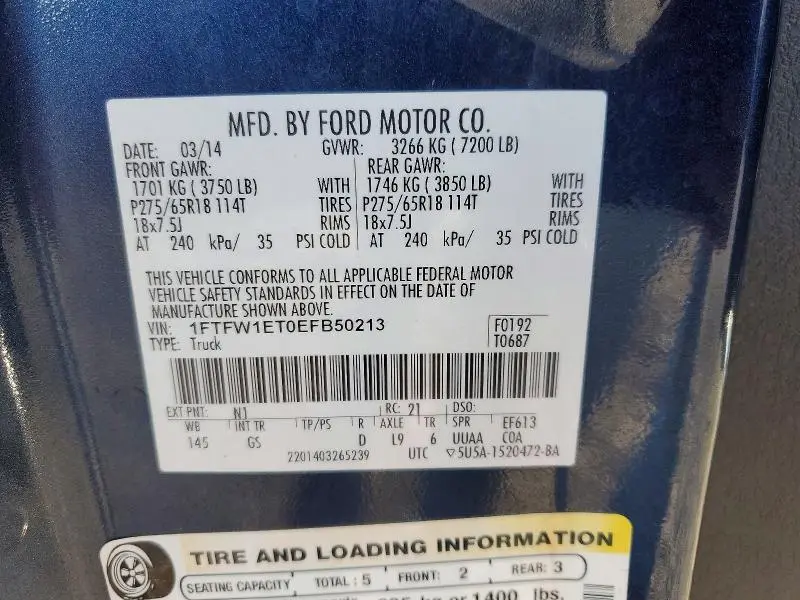 MFD. BY FORD MOTOR CO.
DATE: 03/14 GVWR: 3266 KG ( 7200 LB)
FRONT GAWR: REAR GAWR:
1701 KG ( 3750 LB) WITH 1746 KG ( 3850 LB) WITH
P275/65R18 114T TIRES P275/65R18 114T TIRES
18x7.5J RIMS 18x7.5J RIMS
AT 240 kPa/ 35 PSI COLD AT 240 kPa/ 35 PSI COLD
THIS VEHICLE CONFORMS TO ALL APPLICABLE FEDERAL MOTOR
VEHICLE SAFETY STANDARDS IN EFFECT ON THE DATE OF
MANUFACTURE SHOWN ABOVE.
VIN: 1FTFW1ET0EFB50213 F0192
TYPE: Truck T0687
EXT PNT: N1 RC: 21 DSO:
WB INT TR TP/PS R AXLE TR SPR EF613
145 GS D L9 6 UUAA COA
2201403265239 UTC ▽5U5A-1520472-BA
TIRE AND LOADING INFORMATION
SEATING CAPACITY TOTAL : 5 FRONT: 2 REAR: 3
kg or 1400 lbs.